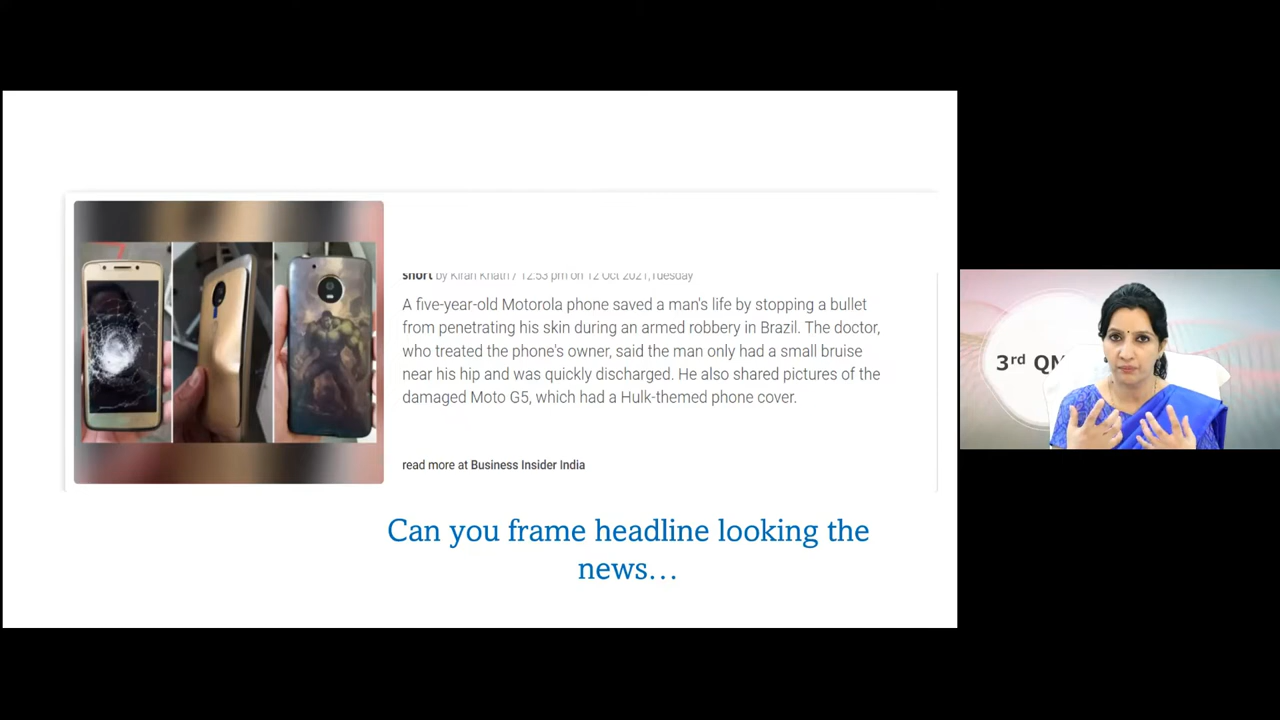 short by Kiran Khatri / 12:53 pm on 12 Oct 2021,Tuesday
A five-year-old Motorola phone saved a man's life by stopping a bullet
from penetrating his skin during an armed robbery in Brazil. The doctor,
who treated the phone's owner, said the man only had a small bruise
near his hip and was quickly discharged. He also shared pictures of the
damaged Moto G5, which had a Hulk-themed phone cover.
read more at Business Insider India
Can you frame headline looking the
news…
3rd QM